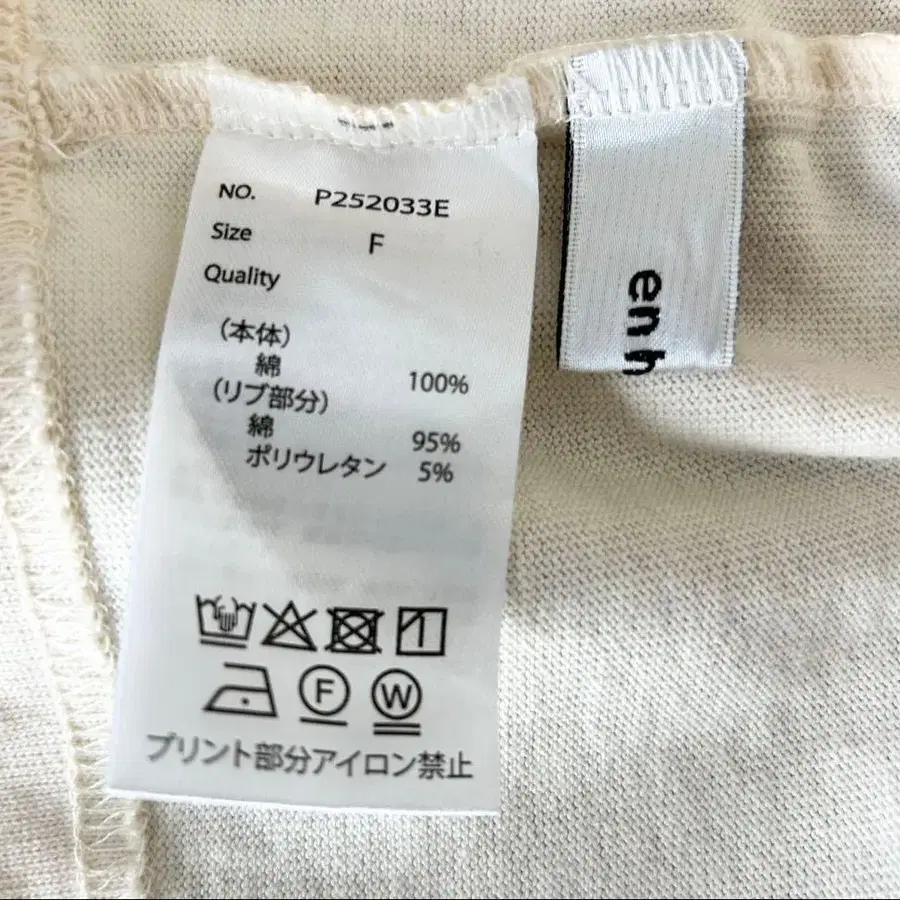 NO. P252033E
Size F
Quality
(本体)
綿 100%
(リブ部分)
綿 95%
ポリウレタン 5%
F W
プリント部分アイロン禁止
en h